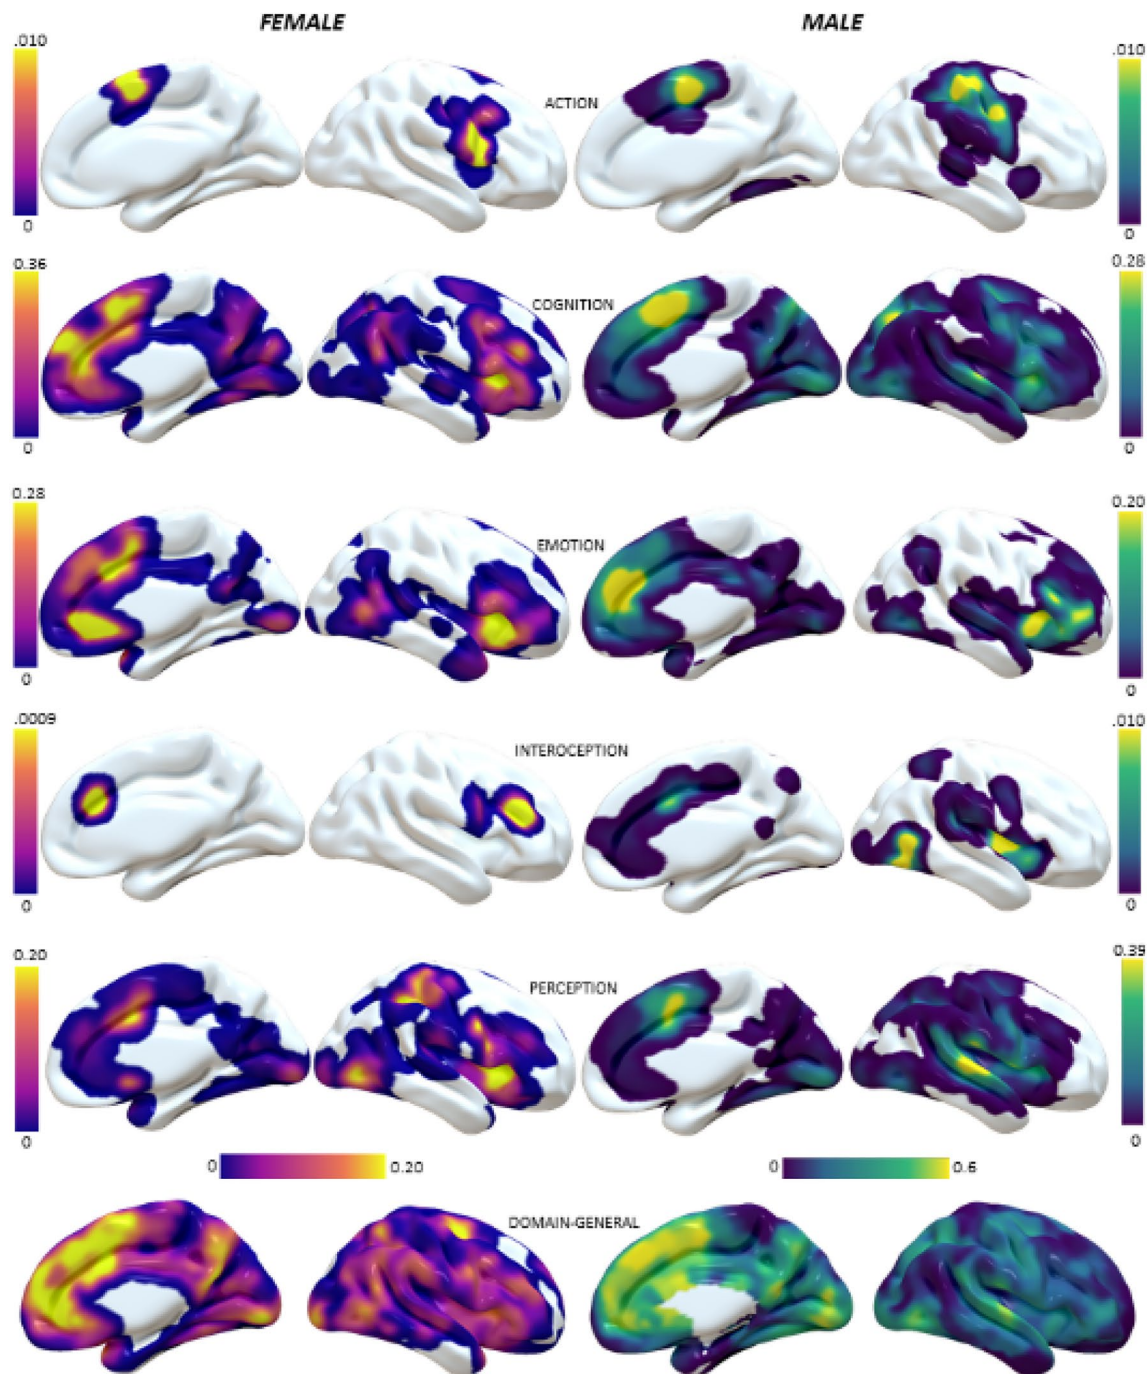 FEMALE MALE
.010 .010
ACTION
0 0
0.36 0.28
COGNITION
0 0
0.28 0.20
EMOTION
0 0
.0009 .010
INTEROCEPTION
0 0
0.20 0.39
PERCEPTION
0 0
0 0.20 0 0.6
DOMAIN-GENERAL